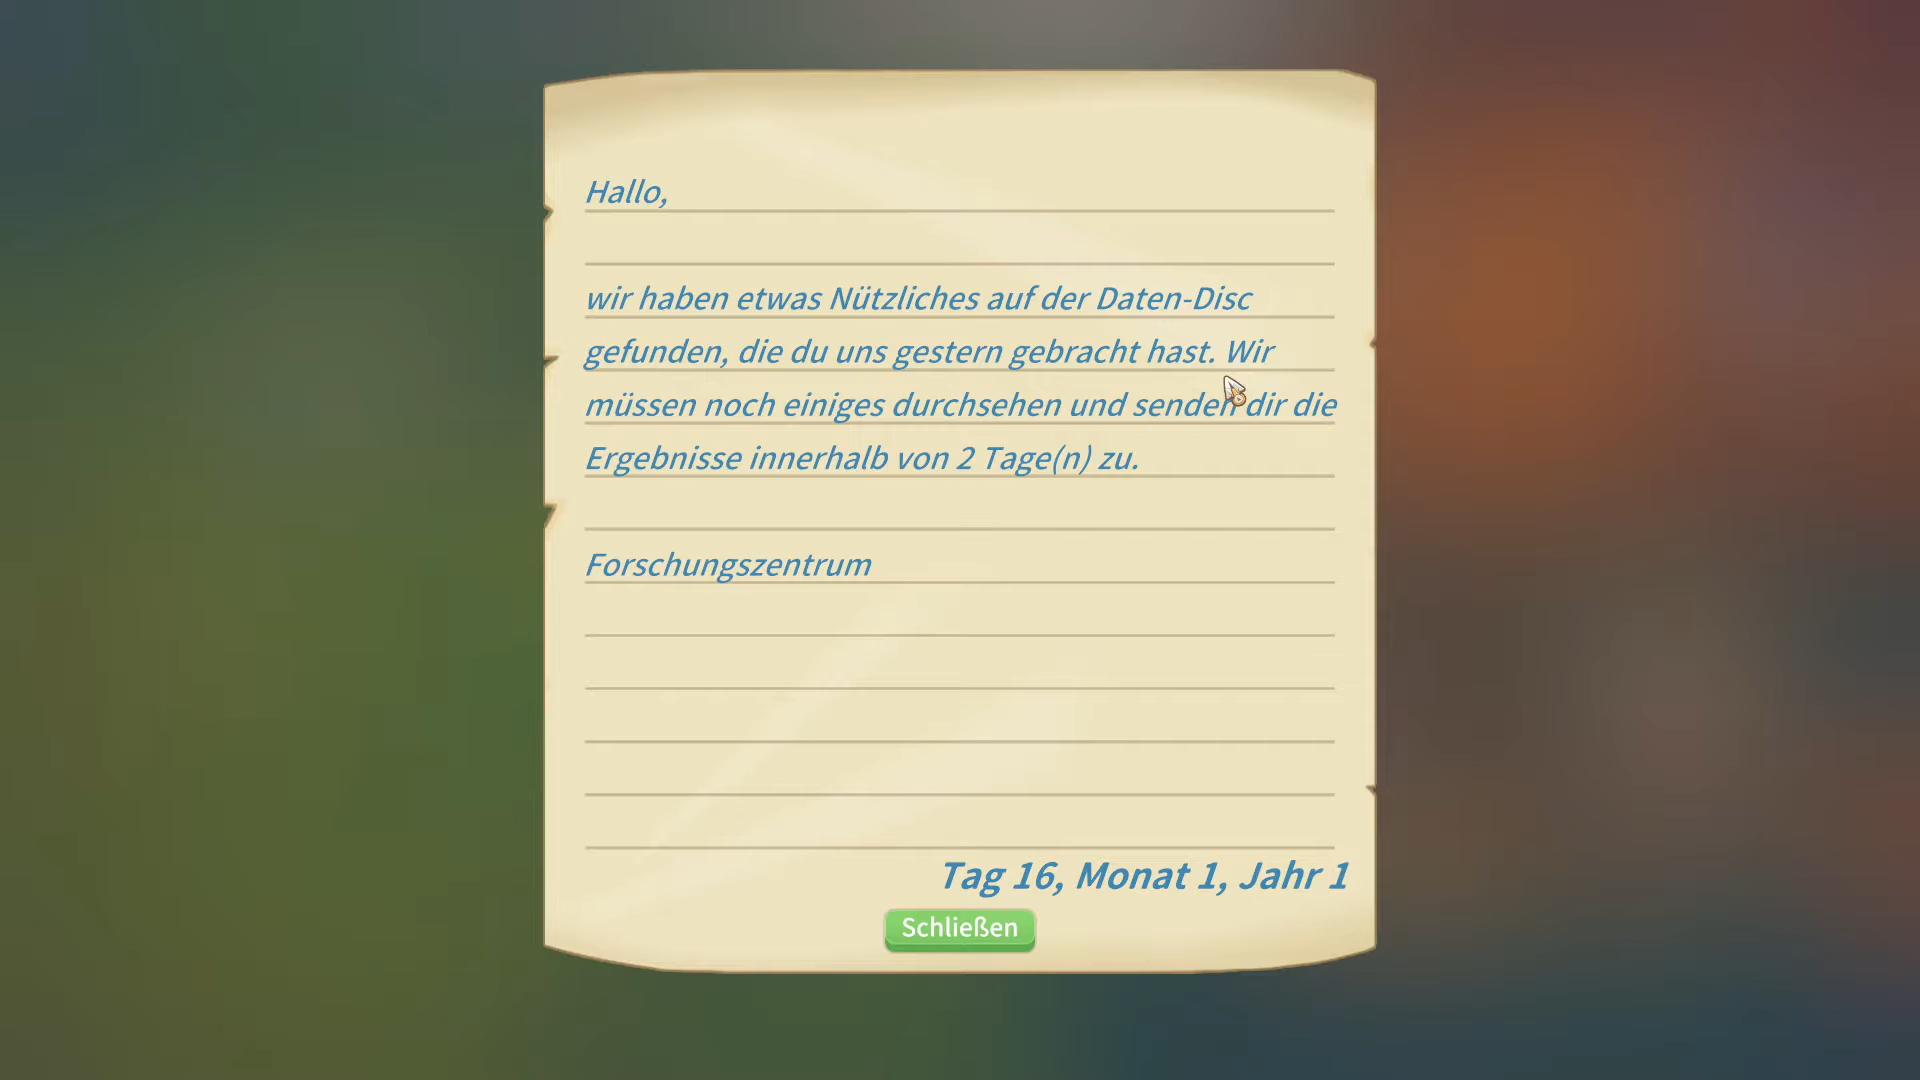 Hallo,
wir haben etwas Nützliches auf der Daten-Disc
gefunden, die du uns gestern gebracht hast. Wir
müssen noch einiges durchsehen und senden dir die
Ergebnisse innerhalb von 2 Tage(n) zu.
Forschungszentrum
Tag 16, Monat 1, Jahr 1
Schließen